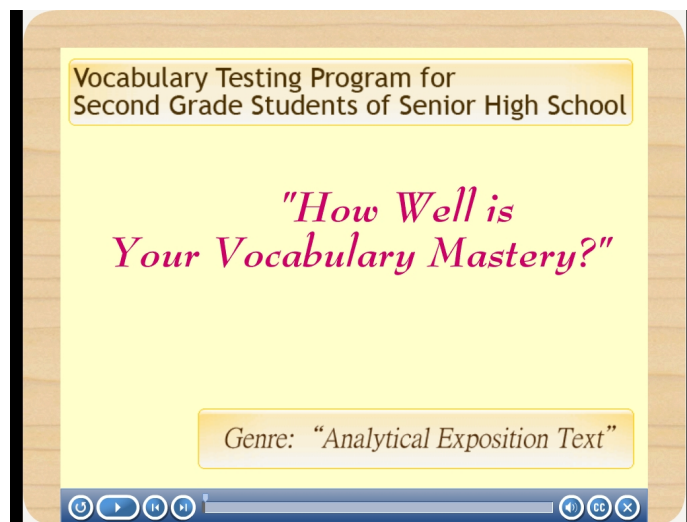 Vocabulary Testing Program for
Second Grade Students of Senior High School
"How Well is
Your Vocabulary Mastery?"
Genre: “Analytical Exposition Text”
CC